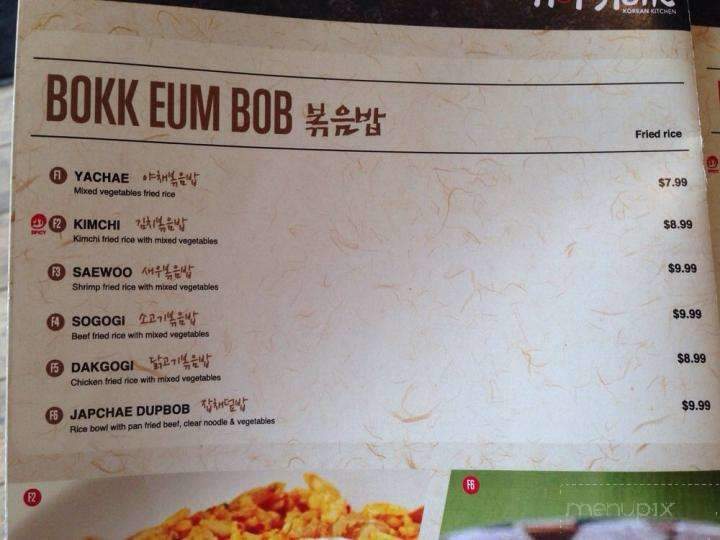 KOREAN KITCHEN
BOKK EUM BOB 볶음밥
Fried rice
F1 YACHAE 야채볶음밥 $7.99
Mixed vegetables fried rice
SPICY F2 KIMCHI 김치볶음밥 $8.99
Kimchi fried rice with mixed vegetables
F3 SAEWOO 새우볶음밥 $9.99
Shrimp fried rice with mixed vegetables
F4 SOGOGI 소고기볶음밥 $9.99
Beef fried rice with mixed vegetables
F5 DAKGOGI 닭고기볶음밥 $8.99
Chicken fried rice with mixed vegetables
F6 JAPCHAE DUPBOB 잡채덮밥 $9.99
Rice bowl with pan fried beef, clear noodle & vegetables
F2
F6
menupix